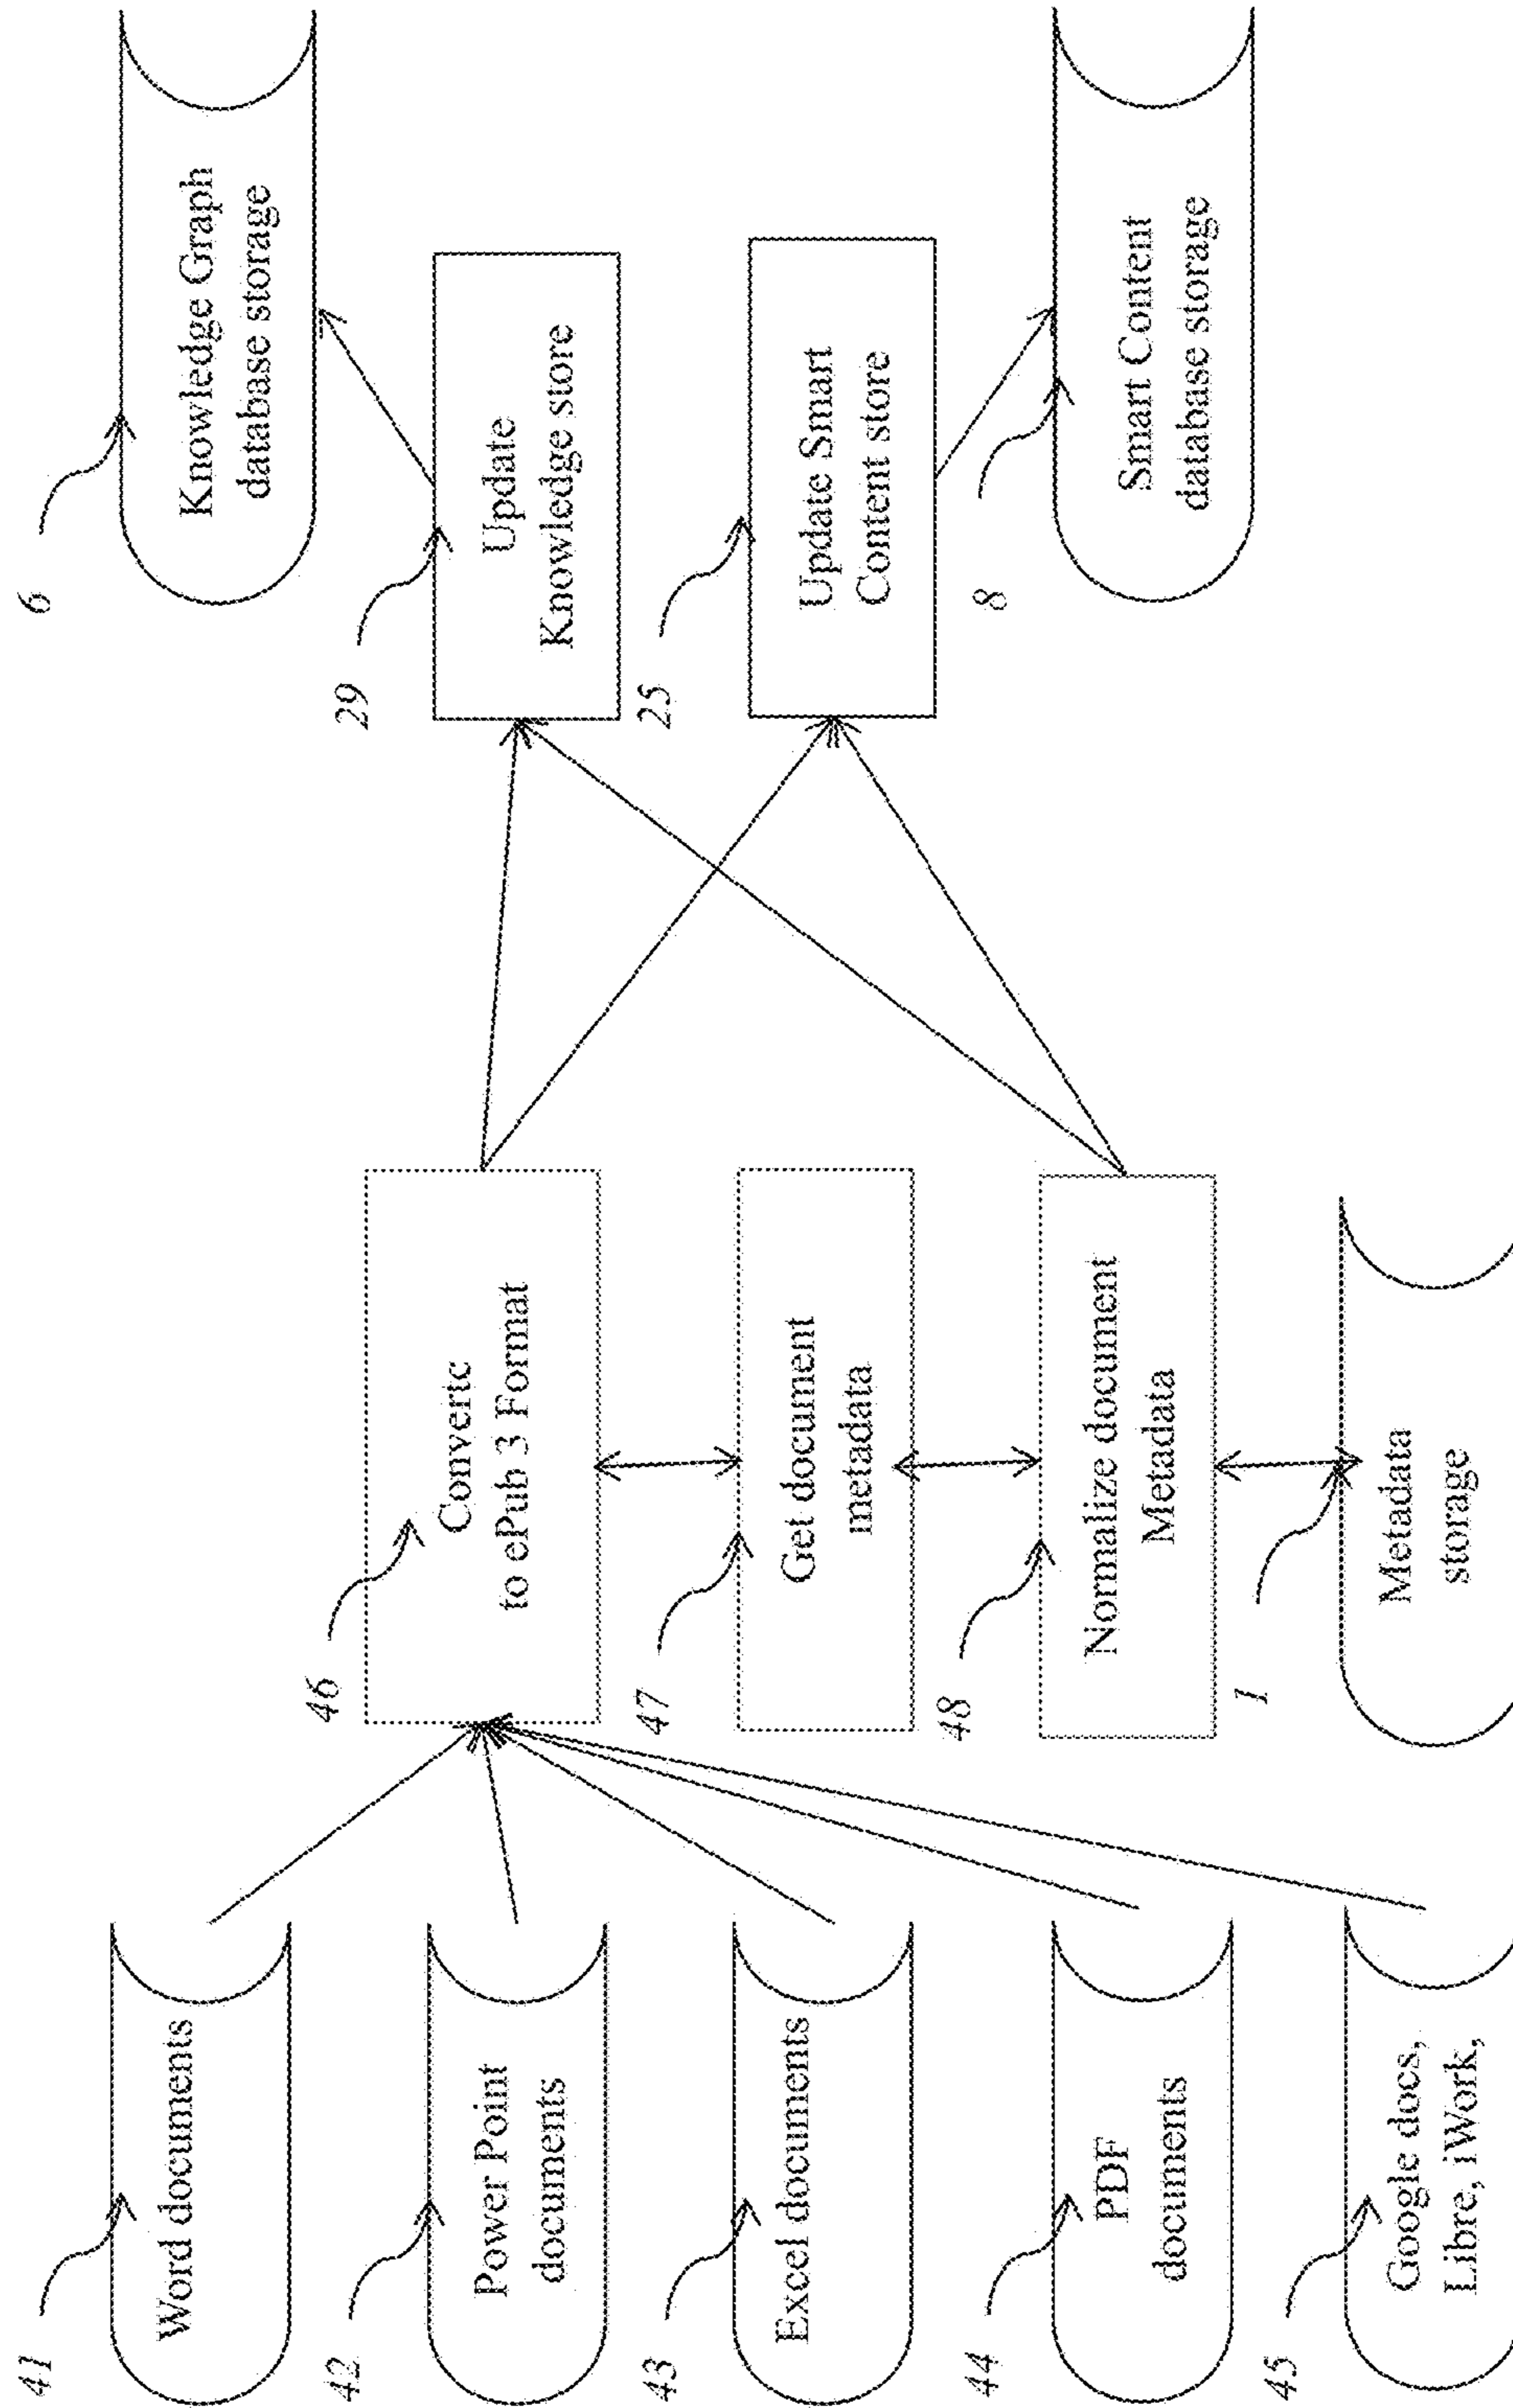 41
Word documents
42
Power Point
documents
43
Excel documents
44
PDF
documents
45
Google docs,
Libre, iWork,
46
Convertc
to ePub 3 Format
47
Get document
metadata
48
Normalize document
Metadata
1
Metadata
storage
29
Update
Knowledge store
25
Update Smart
Content store
6
Knowledge Graph
database storage
8
Smart Content
database storage